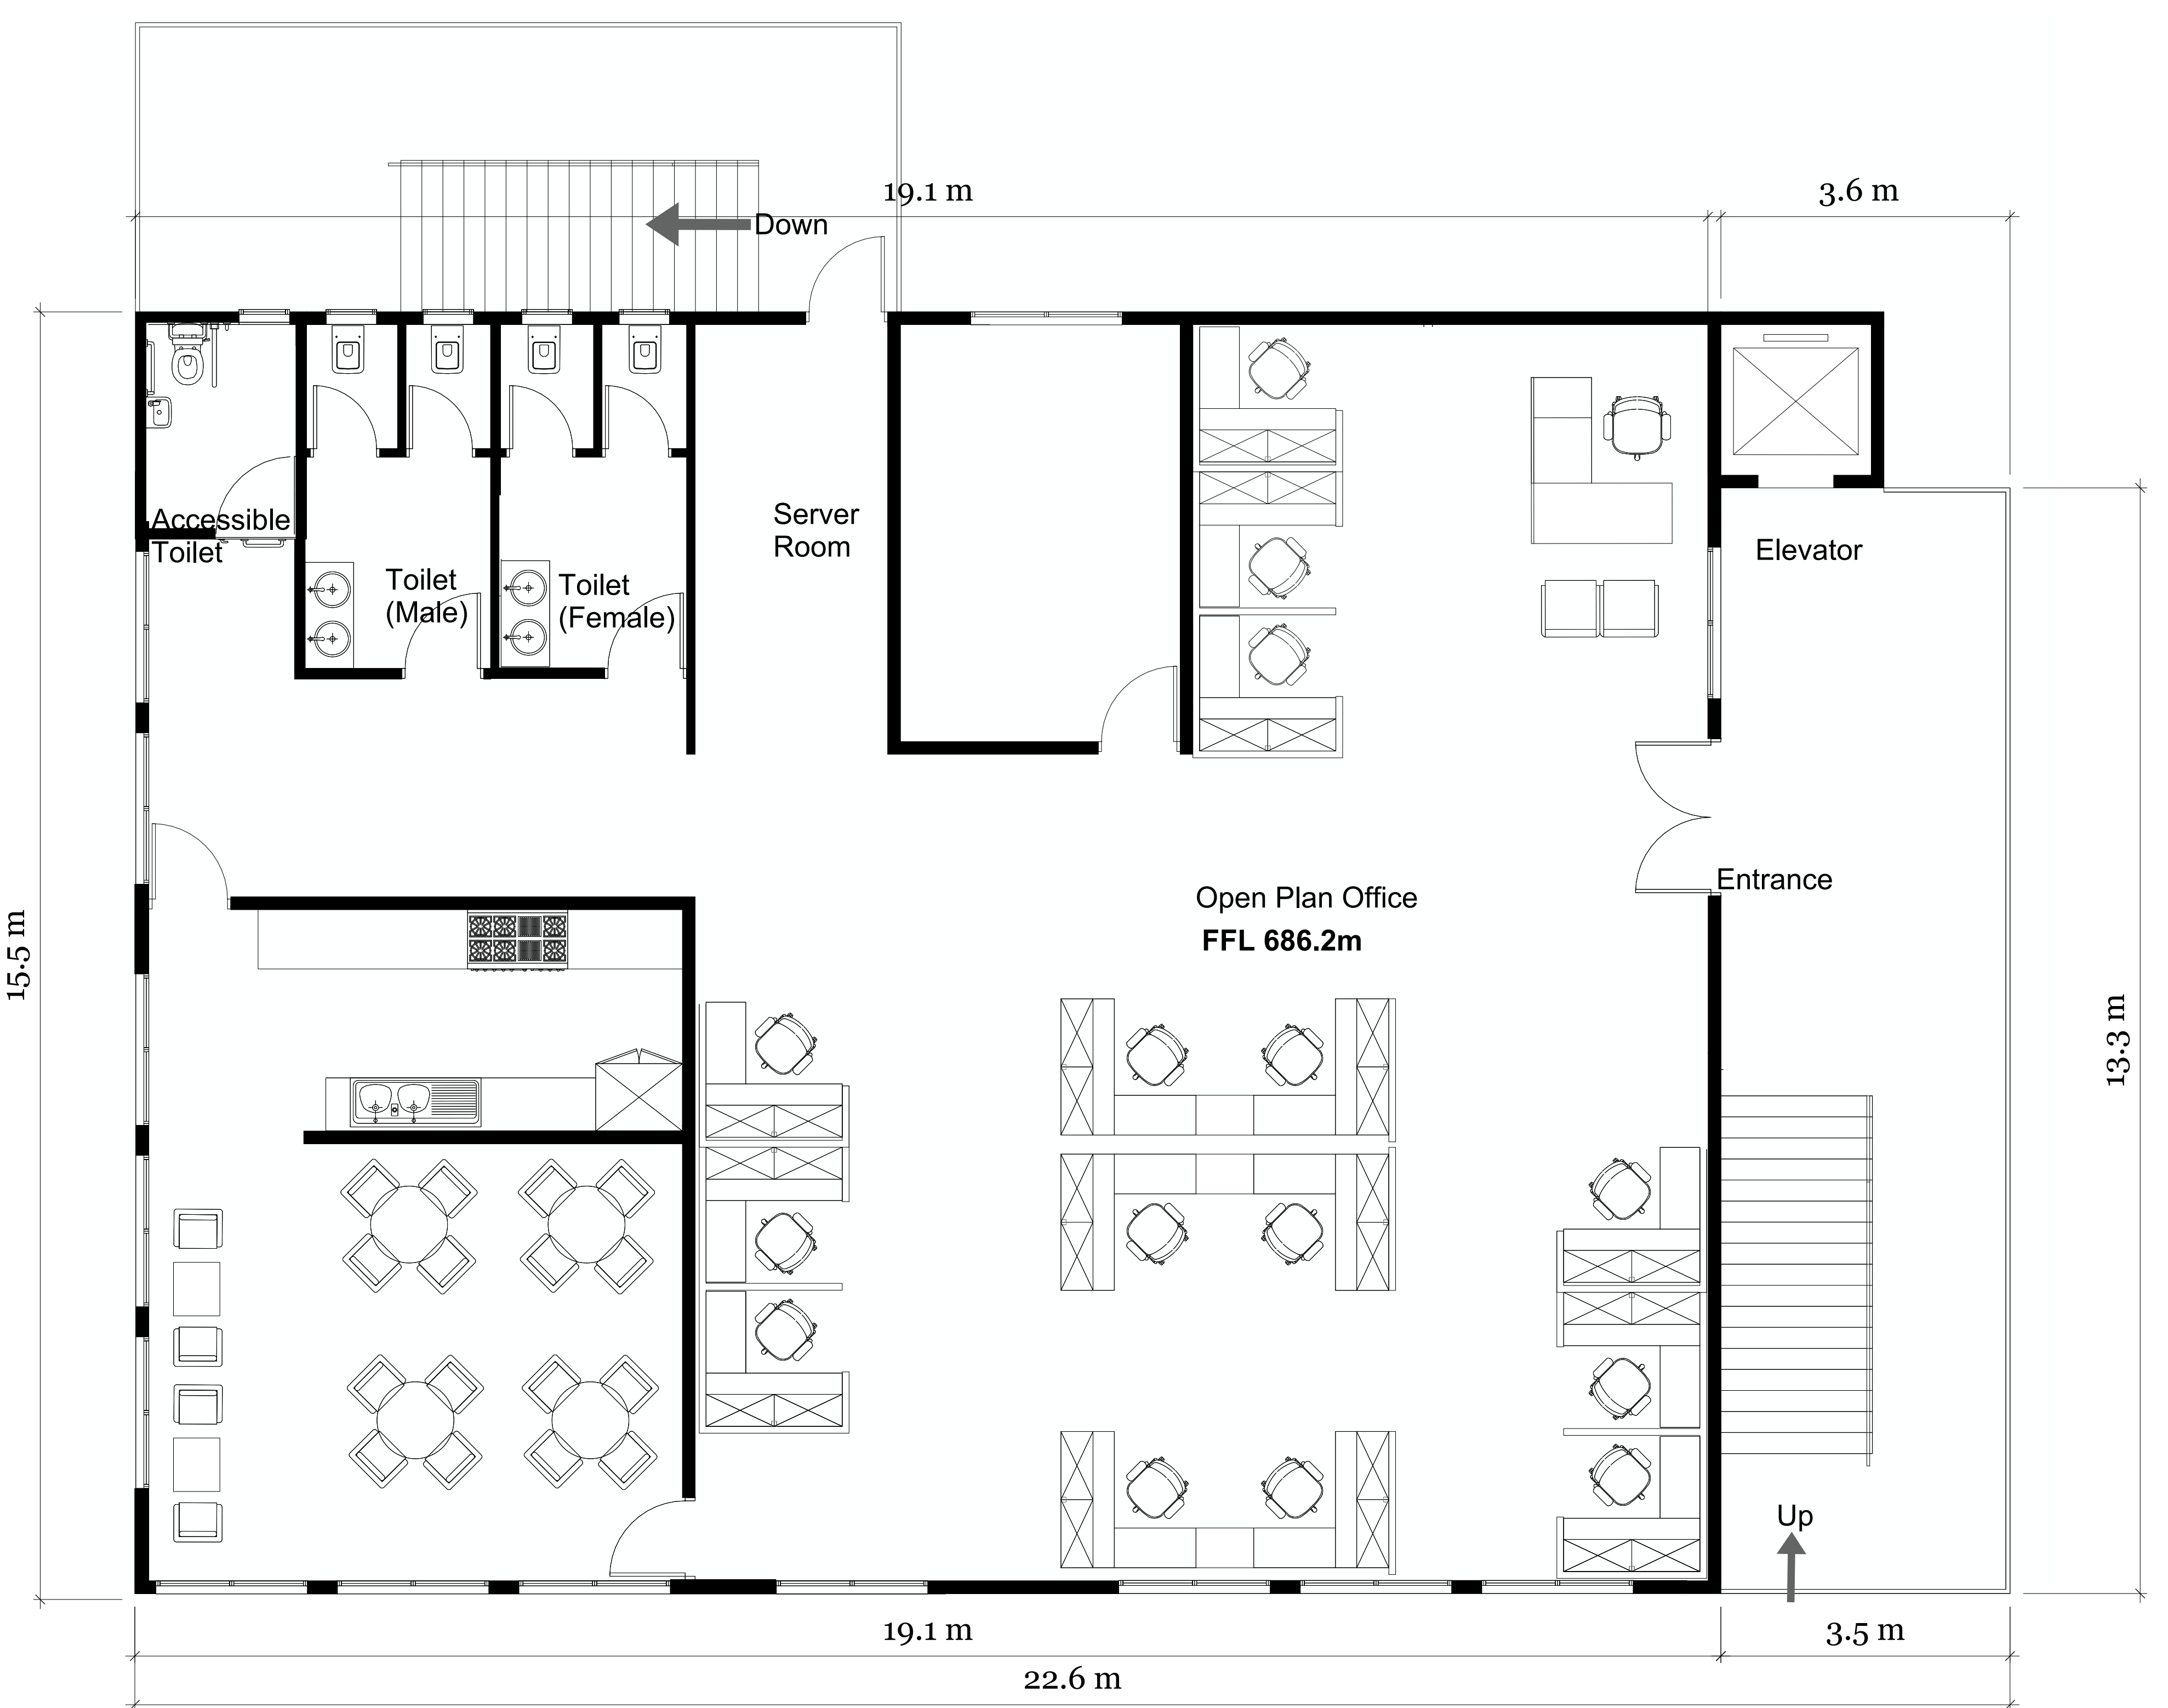 19.1 m
3.6 m
Down
Accessible
Toilet
Toilet
(Male)
Toilet
(Female)
Server
Room
Elevator
Entrance
Open Plan Office
FFL 686.2m
15.5 m
13.3 m
Up
19.1 m
3.5 m
22.6 m